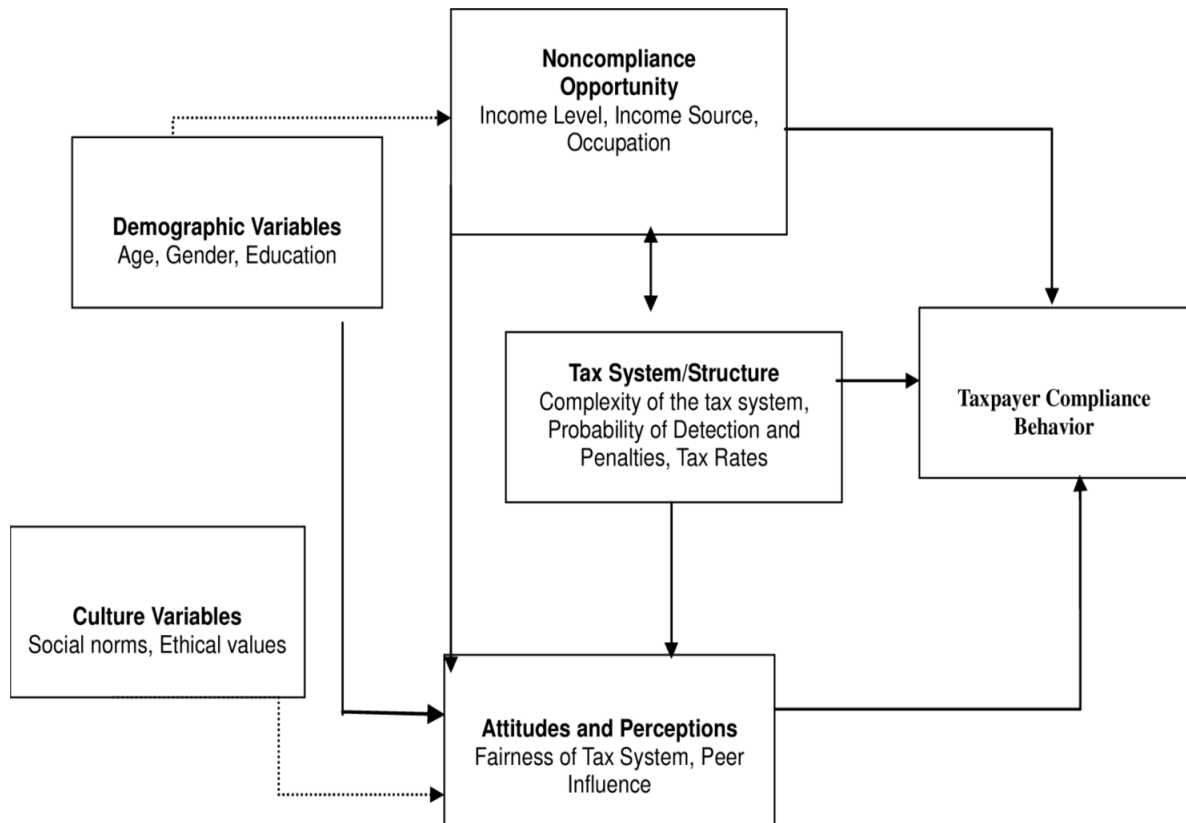 Noncompliance
Opportunity
Income Level, Income Source,
Occupation
Demographic Variables
Age, Gender, Education
Tax System/Structure
Complexity of the tax system,
Probability of Detection and
Penalties, Tax Rates
Taxpayer Compliance
Behavior
Culture Variables
Social norms, Ethical values
Attitudes and Perceptions
Fairness of Tax System, Peer
Influence